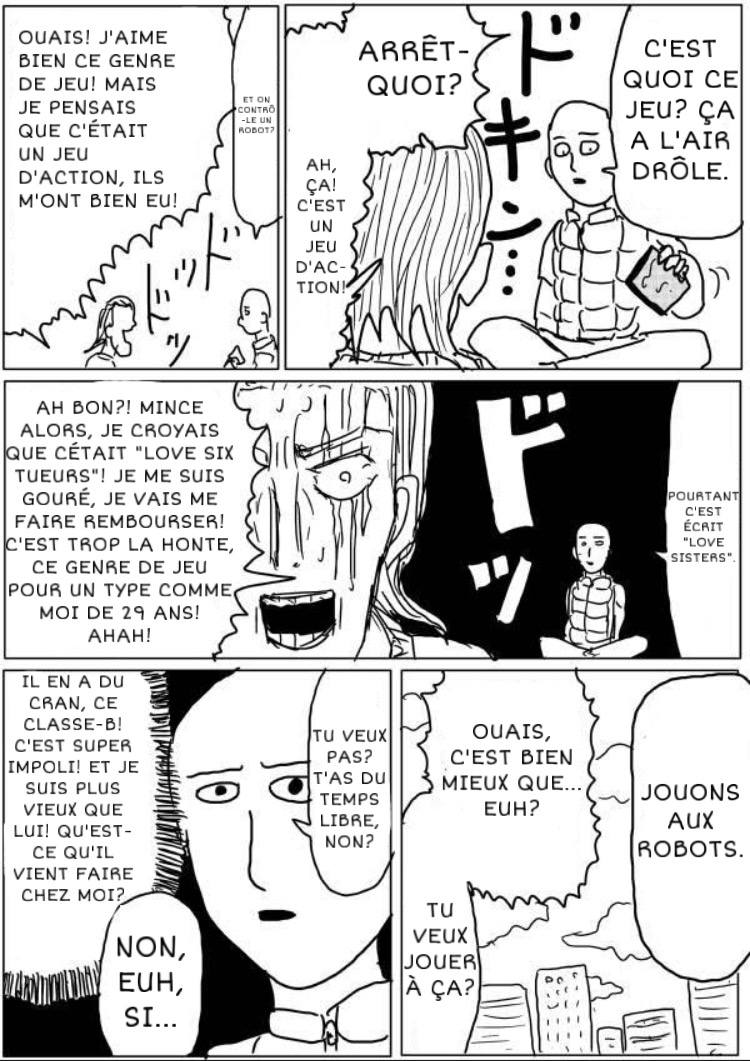 C'EST
QUOI CE
JEU? ÇA
A L'AIR
DRÔLE.
ドキン…
ARRÊT-
QUOI?
AH,
ÇA!
C'EST
UN
JEU
D'AC-
TION!
ET ON
CONTRÔ
-LE UN
ROBOT?
ドッドッ
OUAIS! J'AIME
BIEN CE GENRE
DE JEU! MAIS
JE PENSAIS
QUE C'ÉTAIT
UN JEU
D'ACTION, ILS
M'ONT BIEN EU!
POURTANT
C'EST
ÉCRIT
"LOVE
SISTERS".
ドッ
AH BON?! MINCE
ALORS, JE CROYAIS
QUE CÉTAIT "LOVE SIX
TUEURS"! JE ME SUIS
GOURÉ, JE VAIS ME
FAIRE REMBOURSER!
C'EST TROP LA HONTE,
CE GENRE DE JEU
POUR UN TYPE COMME
MOI DE 29 ANS!
AHAH!
JOUONS
AUX
ROBOTS.
OUAIS,
C'EST BIEN
MIEUX QUE...
EUH?
TU
VEUX
JOUER
À ÇA?
TU VEUX
PAS?
T'AS DU
TEMPS
LIBRE,
NON?
IL EN A DU
CRAN, CE
CLASSE-B!
C'EST SUPER
IMPOLI! ET JE
SUIS PLUS
VIEUX QUE
LUI! QU'EST-
CE QU'IL
VIENT FAIRE
CHEZ MOI?
NON,
EUH,
SI...